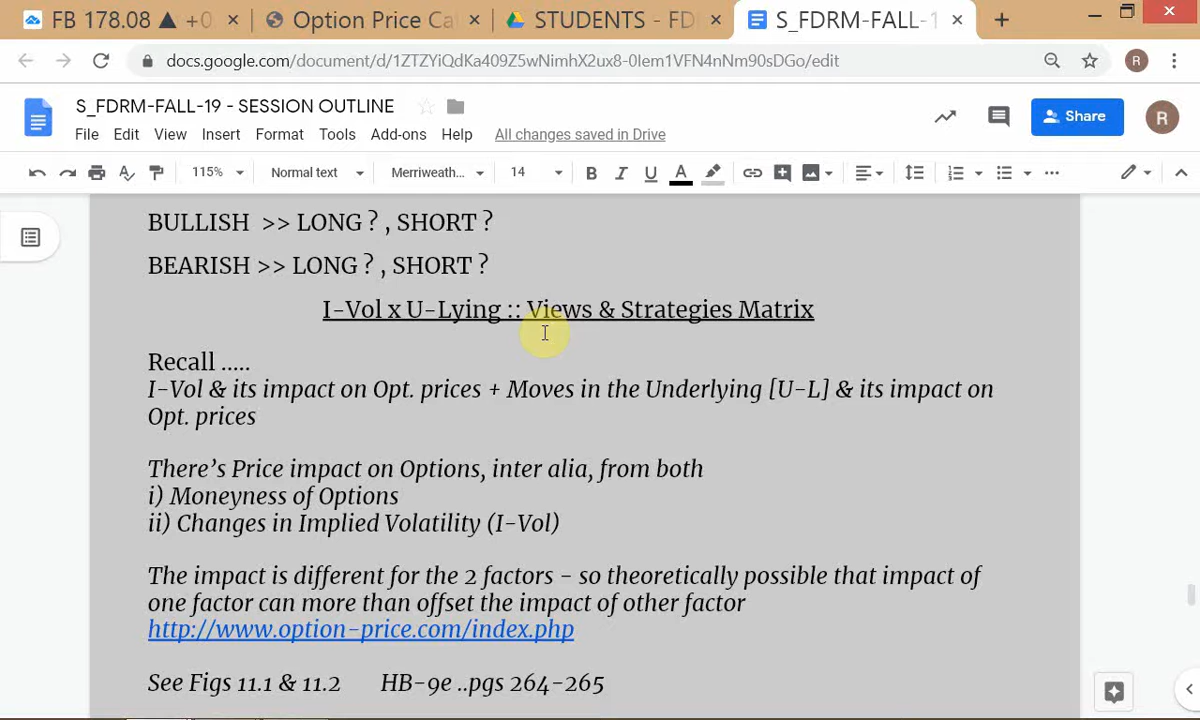 FB 178.08 ▲ +0 Option Price Ca STUDENTS - FD S_FDRM-FALL-1
docs.google.com/document/d/1ZTZYiQdKa409Z5wNimhX2ux8-0Iem1VFN4nNm90sDGo/edit R
S_FDRM-FALL-19 - SESSION OUTLINE
File Edit View Insert Format Tools Add-ons Help All changes saved in Drive
Share R
115% Normal text Merriweath... 14 B I U A
BULLISH >> LONG ? , SHORT ?
BEARISH >> LONG ? , SHORT ?
I-Vol x U-Lying :: Views & Strategies Matrix
Recall .....
I-Vol & its impact on Opt. prices + Moves in the Underlying [U-L] & its impact on
Opt. prices
There’s Price impact on Options, inter alia, from both
i) Moneyness of Options
ii) Changes in Implied Volatility (I-Vol)
The impact is different for the 2 factors - so theoretically possible that impact of
one factor can more than offset the impact of other factor
http://www.option-price.com/index.php
See Figs 11.1 & 11.2 HB-9e ..pgs 264-265